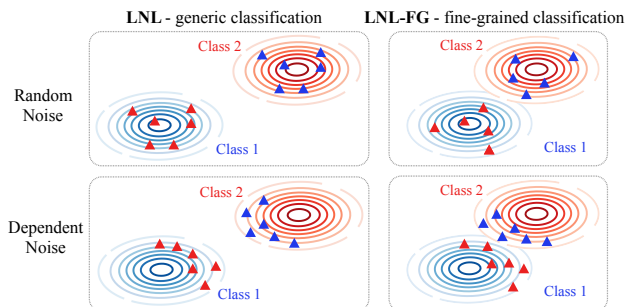 LNL - generic classification
LNL-FG - fine-grained classification
Random
Noise
Class 2
Class 1
Class 2
Class 1
Dependent
Noise
Class 2
Class 1
Class 2
Class 1